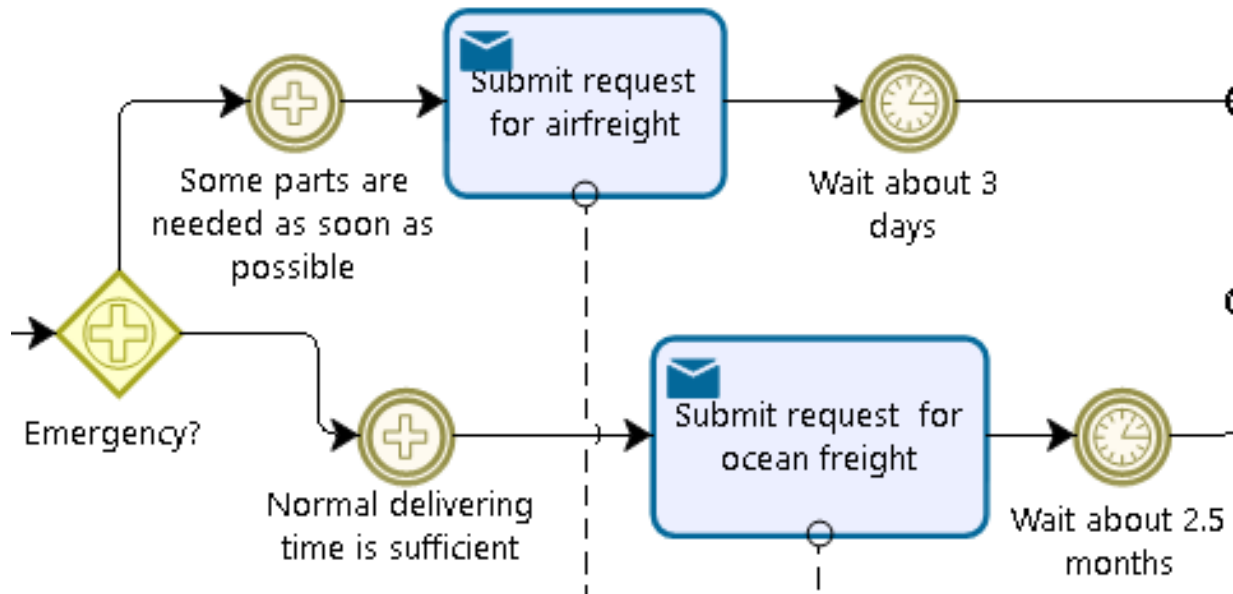 Submit request
for airfreight
Some parts are
needed as soon as
possible
Wait about 3
days
Emergency?
Submit request  for
ocean freight
Normal delivering
time is sufficient
Wait about 2.5
months